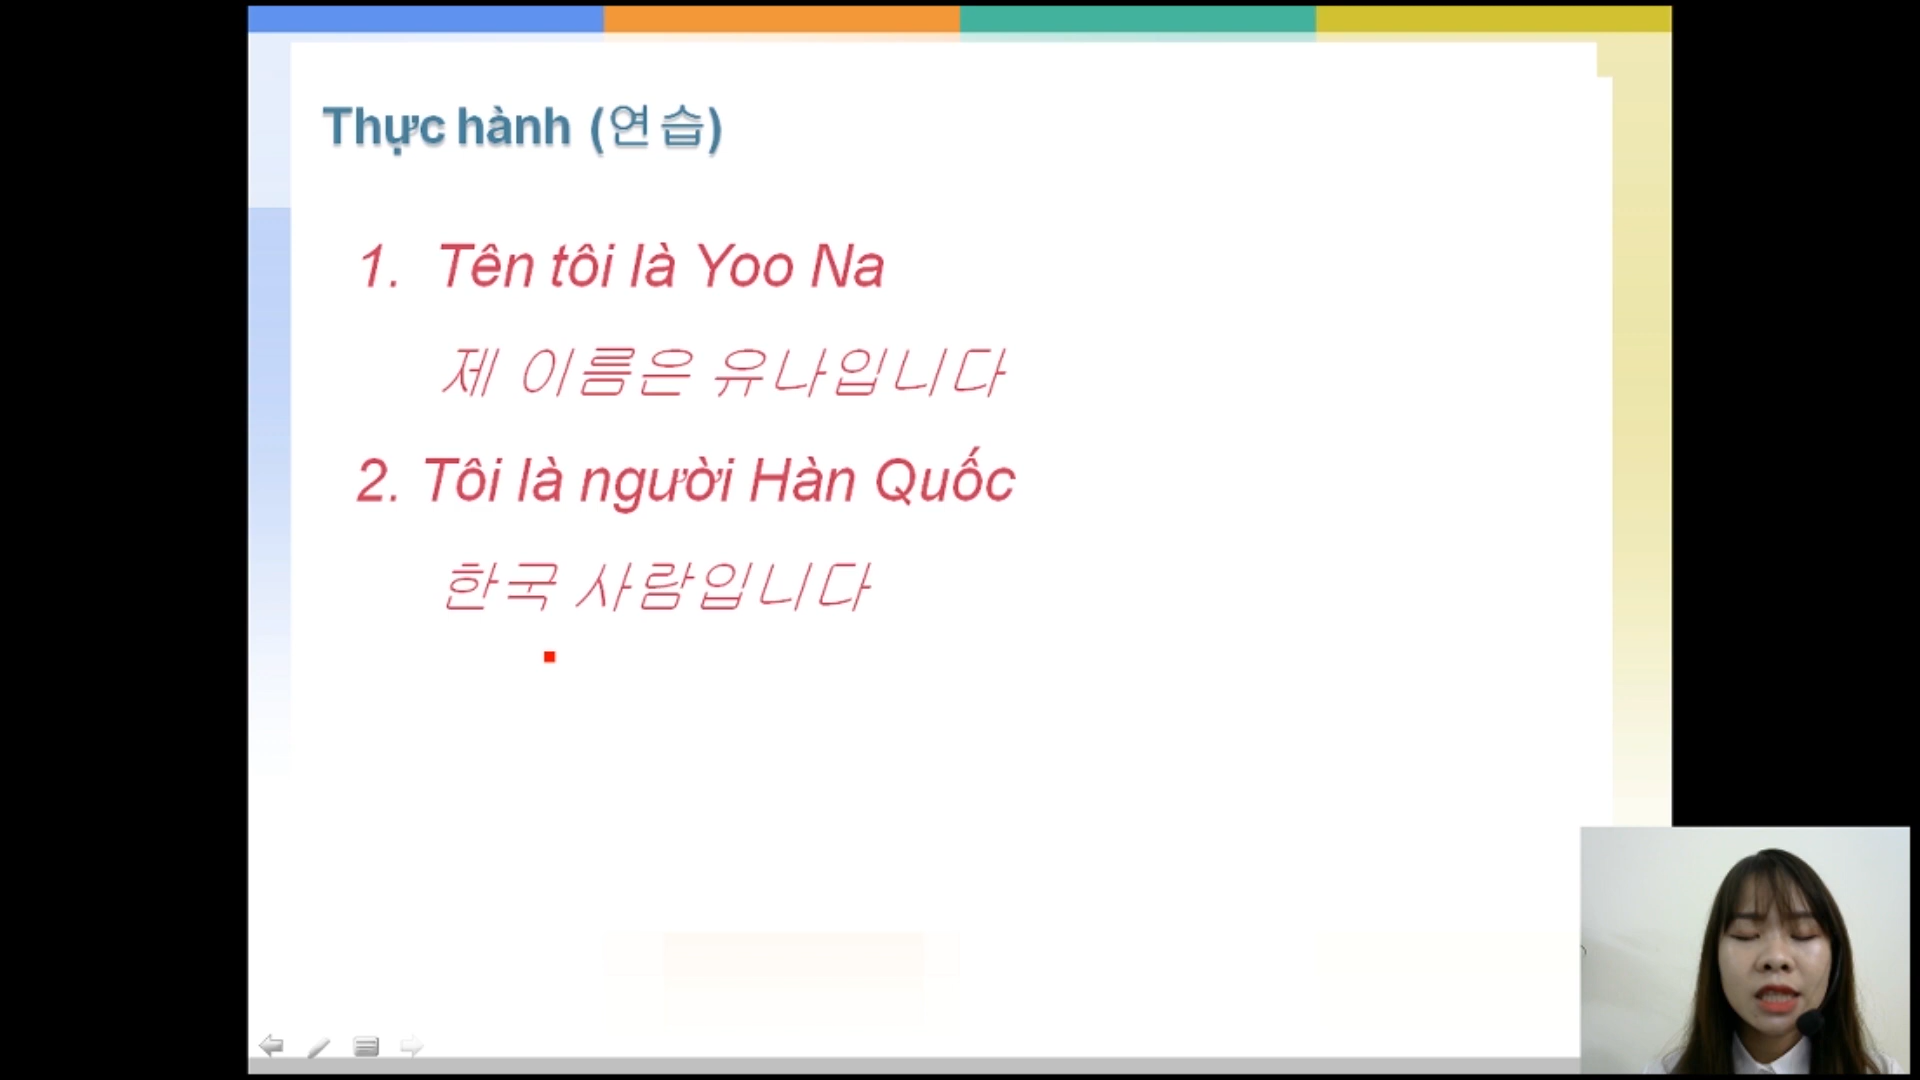 Thực hành (연습)
1. Tên tôi là Yoo Na
제 이름은 유나입니다
2. Tôi là người Hàn Quốc
한국 사람입니다